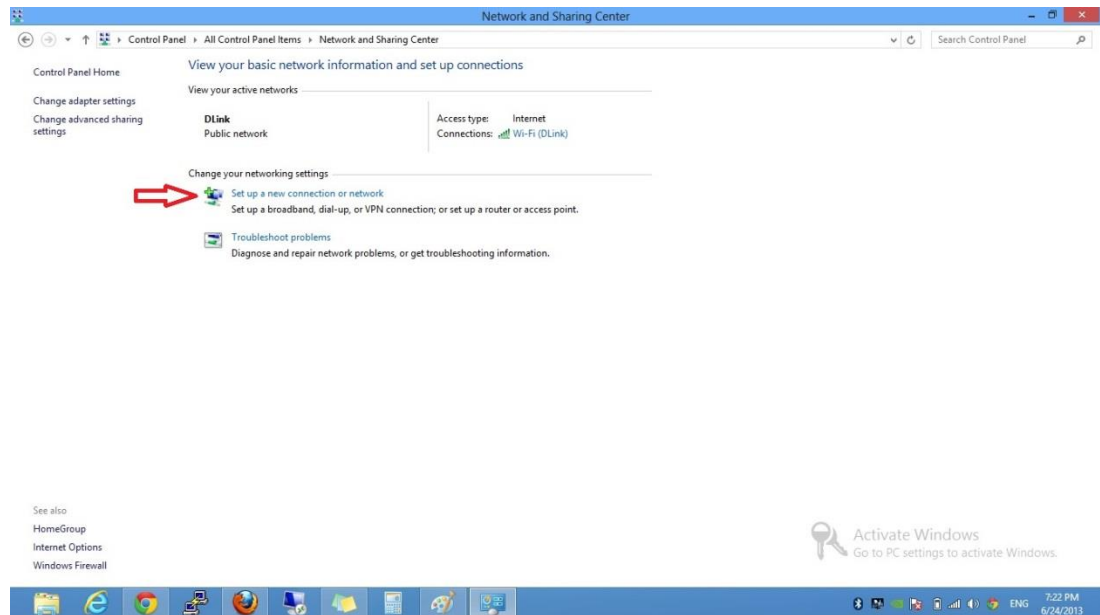 Network and Sharing Center
Control Panel All Control Panel Items Network and Sharing Center
Search Control Panel
Control Panel Home
Change adapter settings
Change advanced sharing
settings
View your basic network information and set up connections
View your active networks
DLink
Public network
Access type: Internet
Connections: Wi-Fi (DLink)
Change your networking settings
Set up a new connection or network
Set up a broadband, dial-up, or VPN connection; or set up a router or access point.
Troubleshoot problems
Diagnose and repair network problems, or get troubleshooting information.
See also
HomeGroup
Internet Options
Windows Firewall
Activate Windows
Go to PC settings to activate Windows.
ENG
7:22 PM
6/24/2013